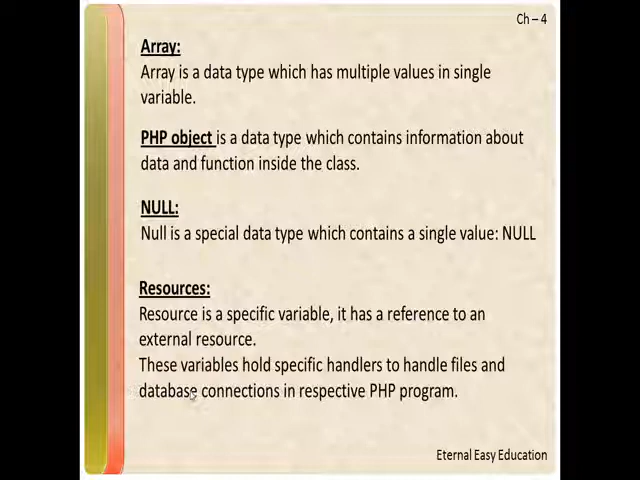 Ch – 4
Array:
Array is a data type which has multiple values in single
variable.
PHP object is a data type which contains information about
data and function inside the class.
NULL:
Null is a special data type which contains a single value: NULL
Resources:
Resource is a specific variable, it has a reference to an
external resource.
These variables hold specific handlers to handle files and
database connections in respective PHP program.
Eternal Easy Education